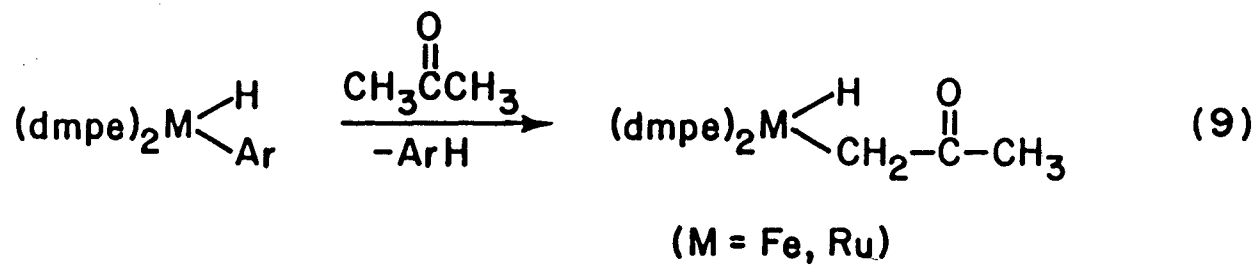 O
CH₃CCH₃
(dmpe)₂M H Ar
-ArH
(dmpe)₂M H CH₂-C-CH₃ O
(9)
(M = Fe, Ru)